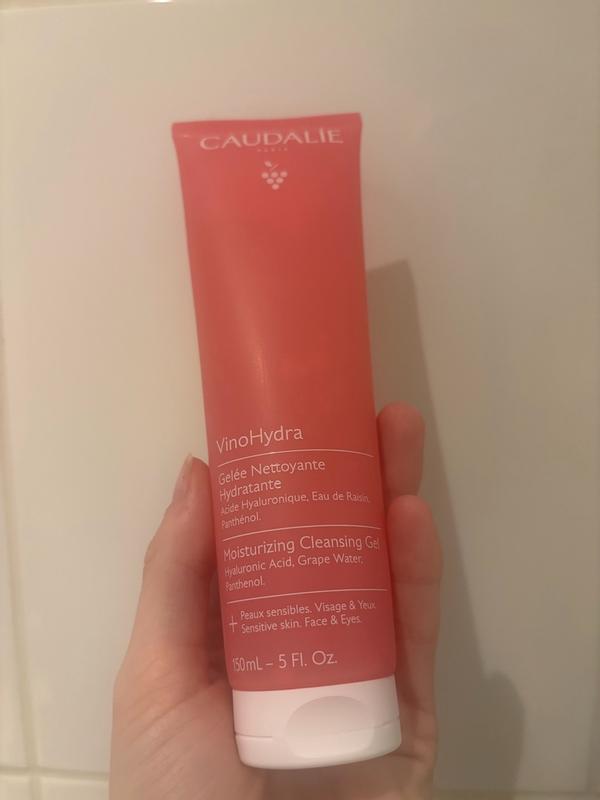 CAUDALÍE
PARIS
VinoHydra
Gelée Nettoyante
Hydratante
Acide Hyaluronique, Eau de Raisin,
Panthénol.
Moisturizing Cleansing Gel
Hyaluronic Acid, Grape Water,
Panthenol.
+ Peaux sensibles. Visage & Yeux.
Sensitive skin. Face & Eyes.
150mL – 5 Fl. Oz.